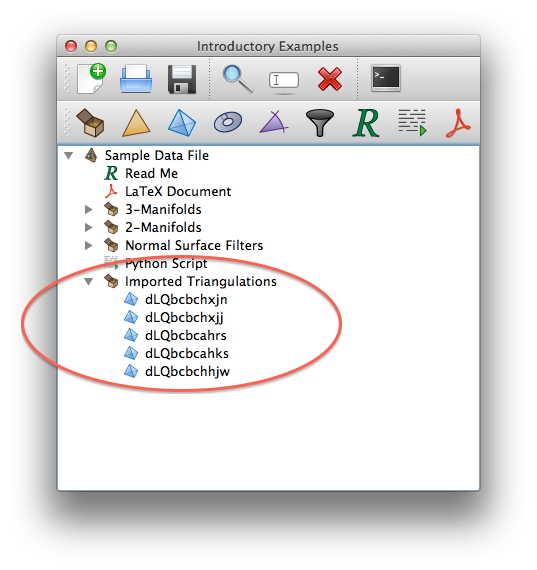 Introductory Examples
Sample Data File
Read Me
LaTeX Document
3-Manifolds
2-Manifolds
Normal Surface Filters
Python Script
Imported Triangulations
dLQbcbchxjn
dLQbcbchxjj
dLQbcbcahrs
dLQbcbcahks
dLQbcbchhjw